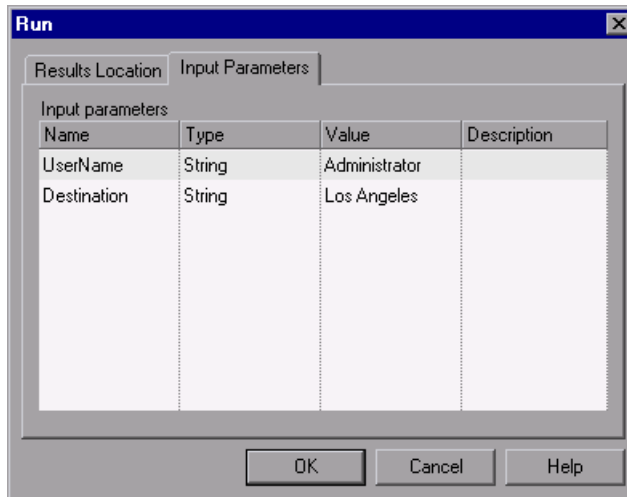 Run
Results Location Input Parameters
Input parameters
Name Type Value Description
UserName String Administrator
Destination String Los Angeles
OK Cancel Help